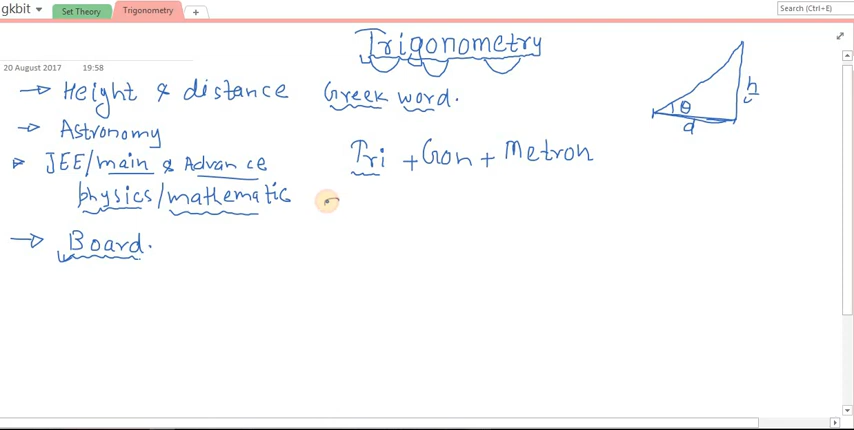 gkbit
Set Theory
Trigonometry
+
Search (Ctrl+E)
20 August 2017 19:58
Trigonometry
→ Height & distance
Greek word.
→ Astronomy
JEE/main & Advance
physics/mathematic
→ Board.
Tri + Gon + Metron
θ
h
d